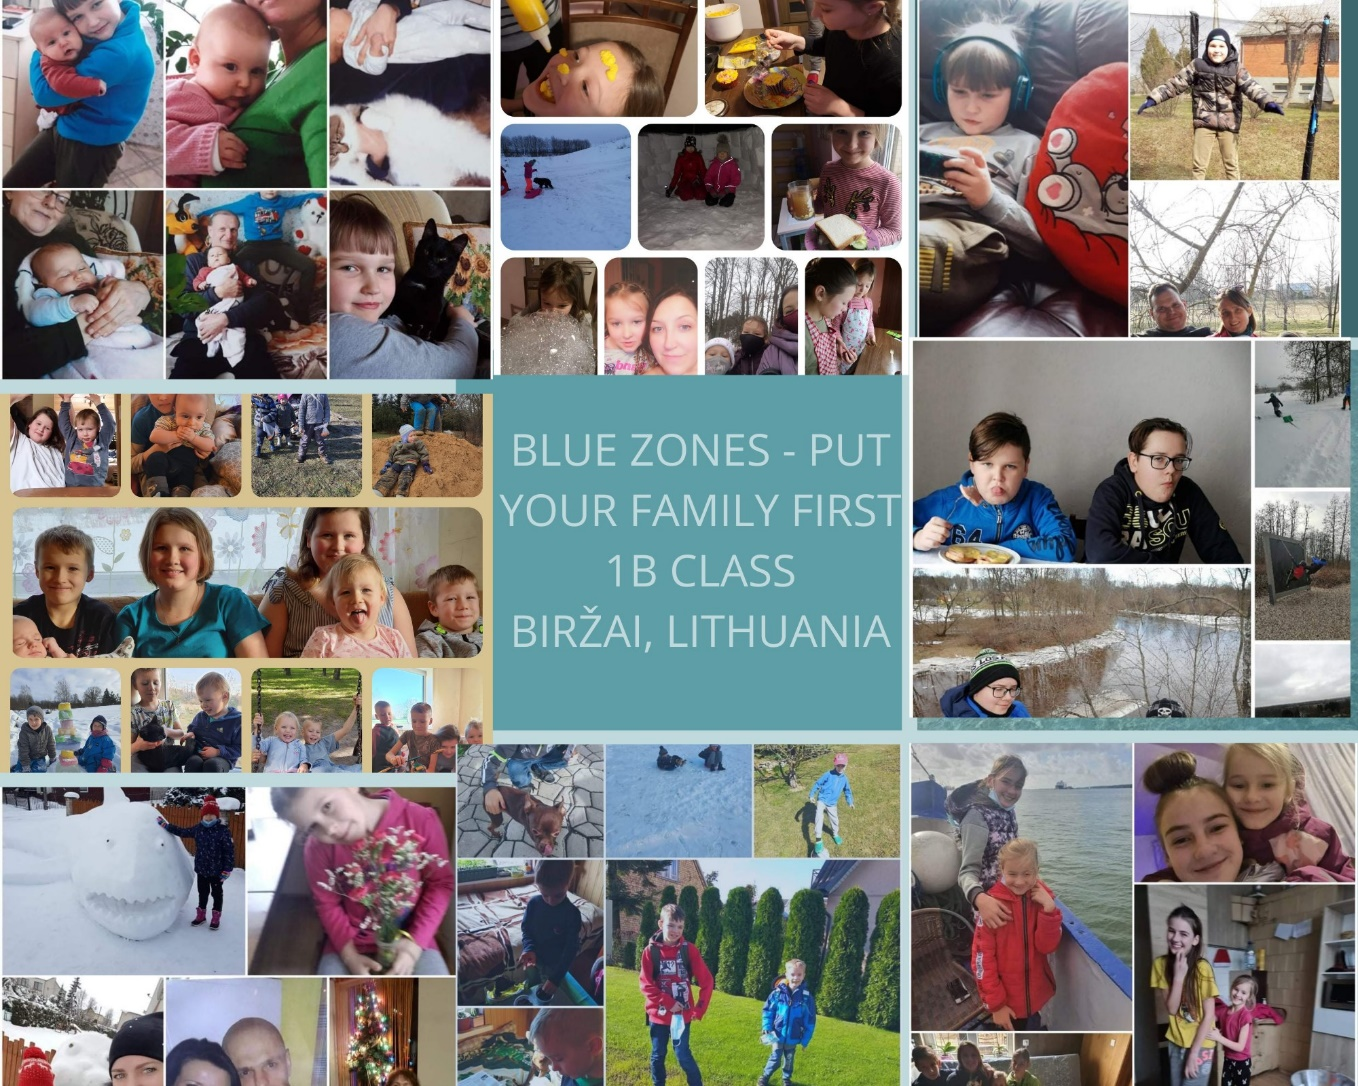 BLUE ZONES - PUT
YOUR FAMILY FIRST
1B CLASS
BIRŽAI, LITHUANIA